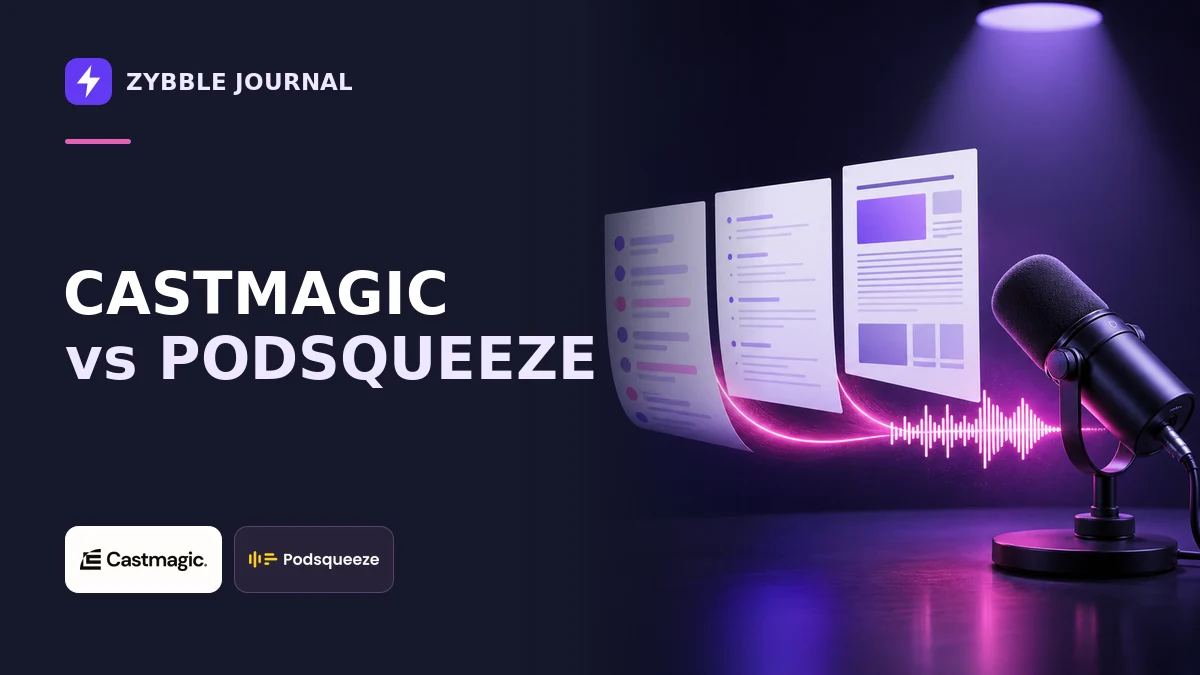 ZYBBLE JOURNAL
CASTMAGIC
vs PODSQUEEZE
Castmagic.
Podsqueeze